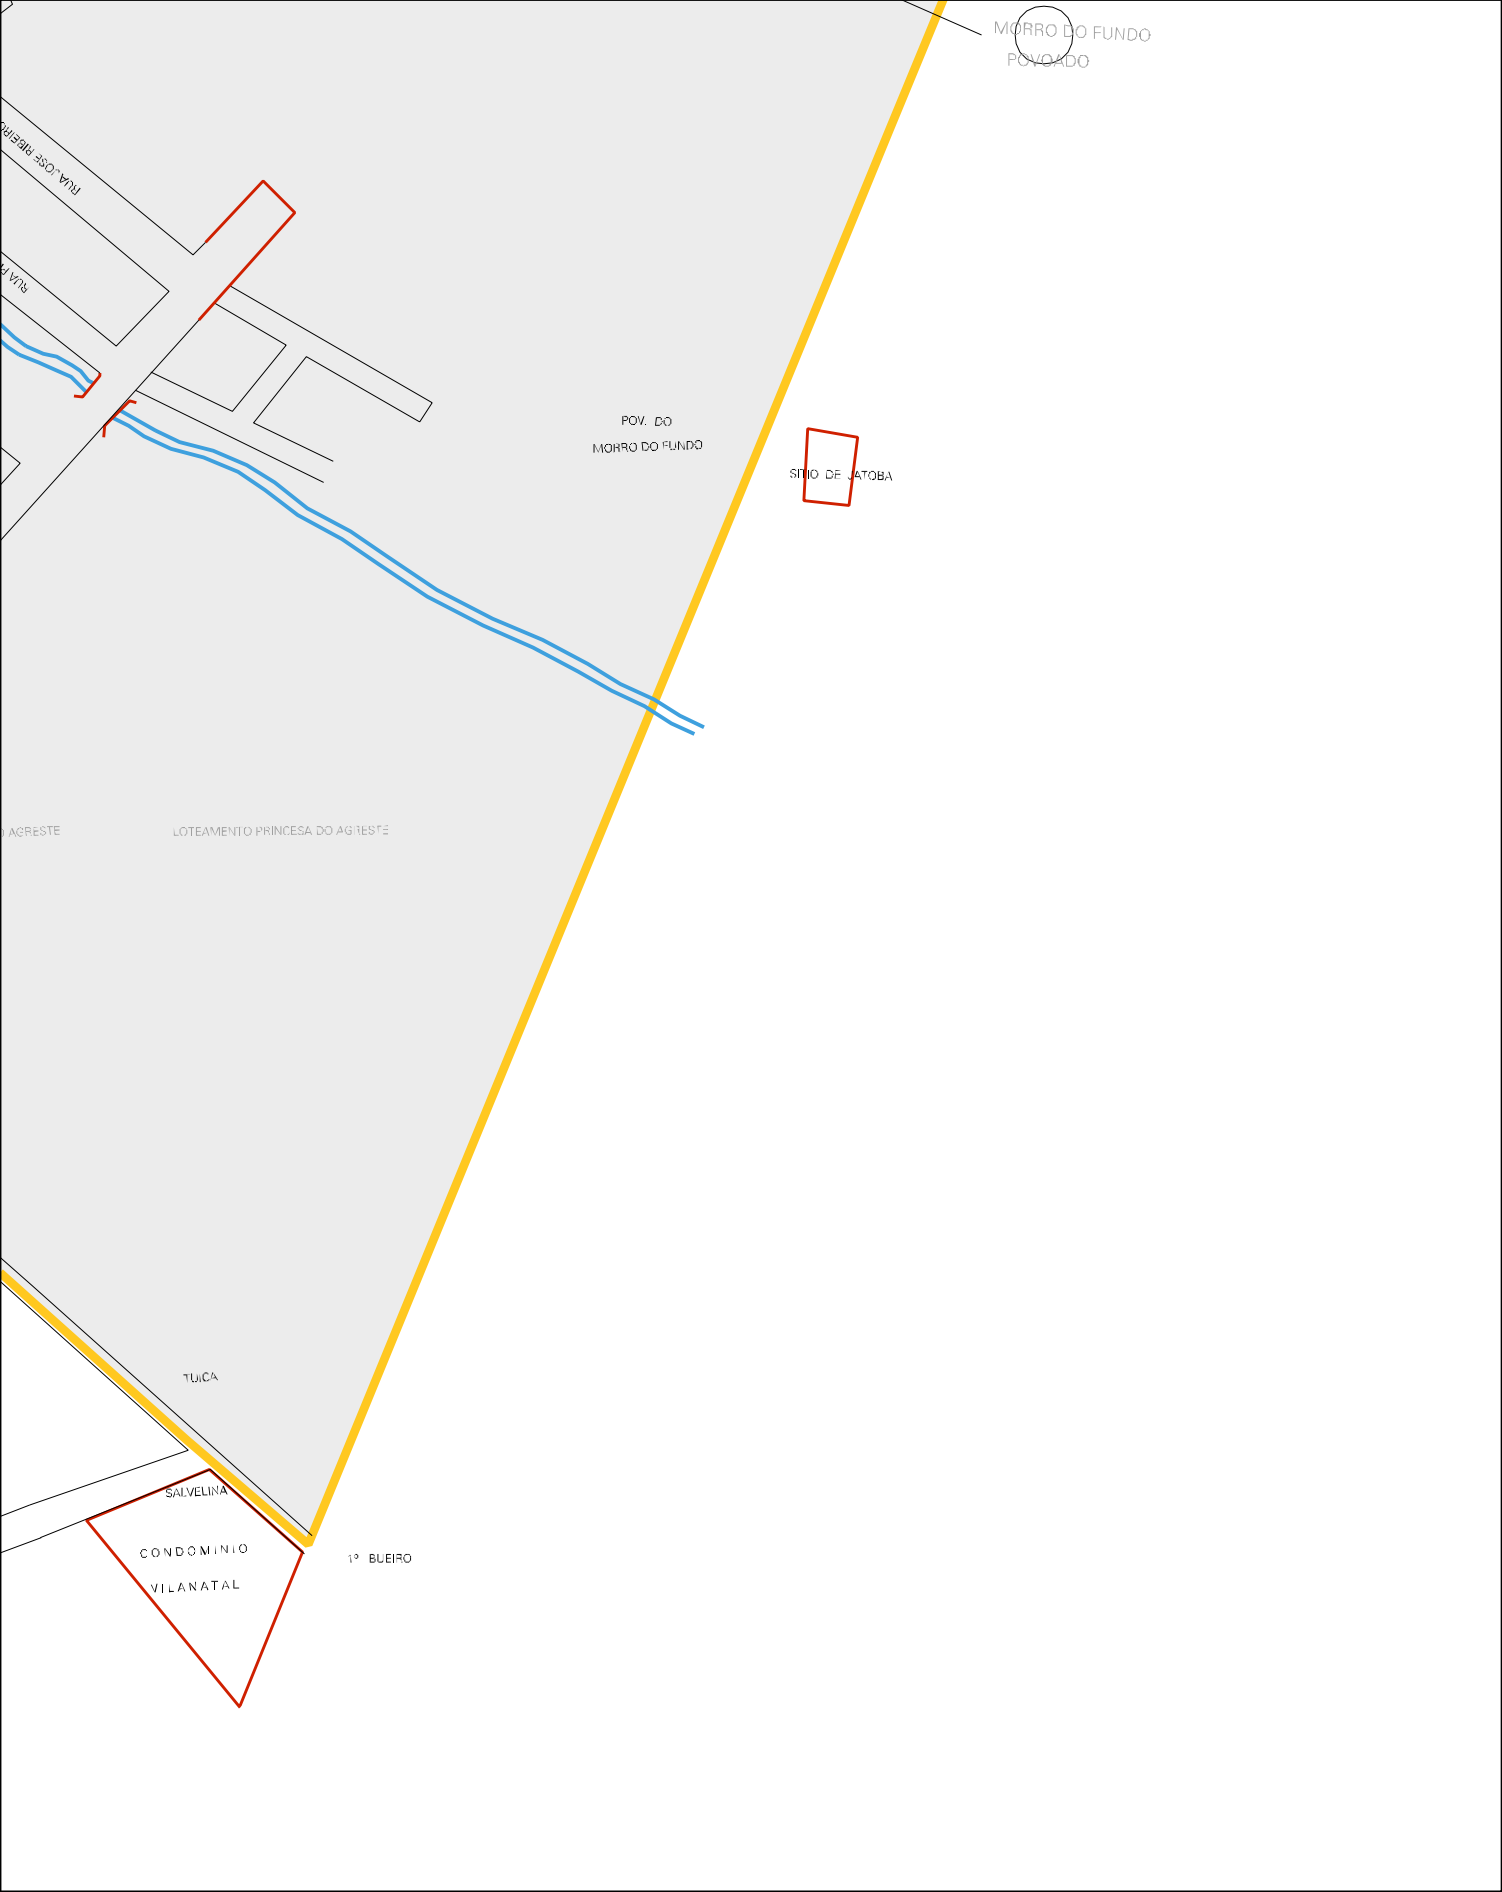 MORRO DO FUNDO
POVOADO
RUA JOSE RIBEIRO
RUA
POV. DO
MORRO DO FUNDO
SITIO DE JATOBA
AGRESTE
LOTEAMENTO PRINCESA DO AGRESTE
TUICA
SALVELINA
CONDOMINIO
VILANATAL
1º BUEIRO